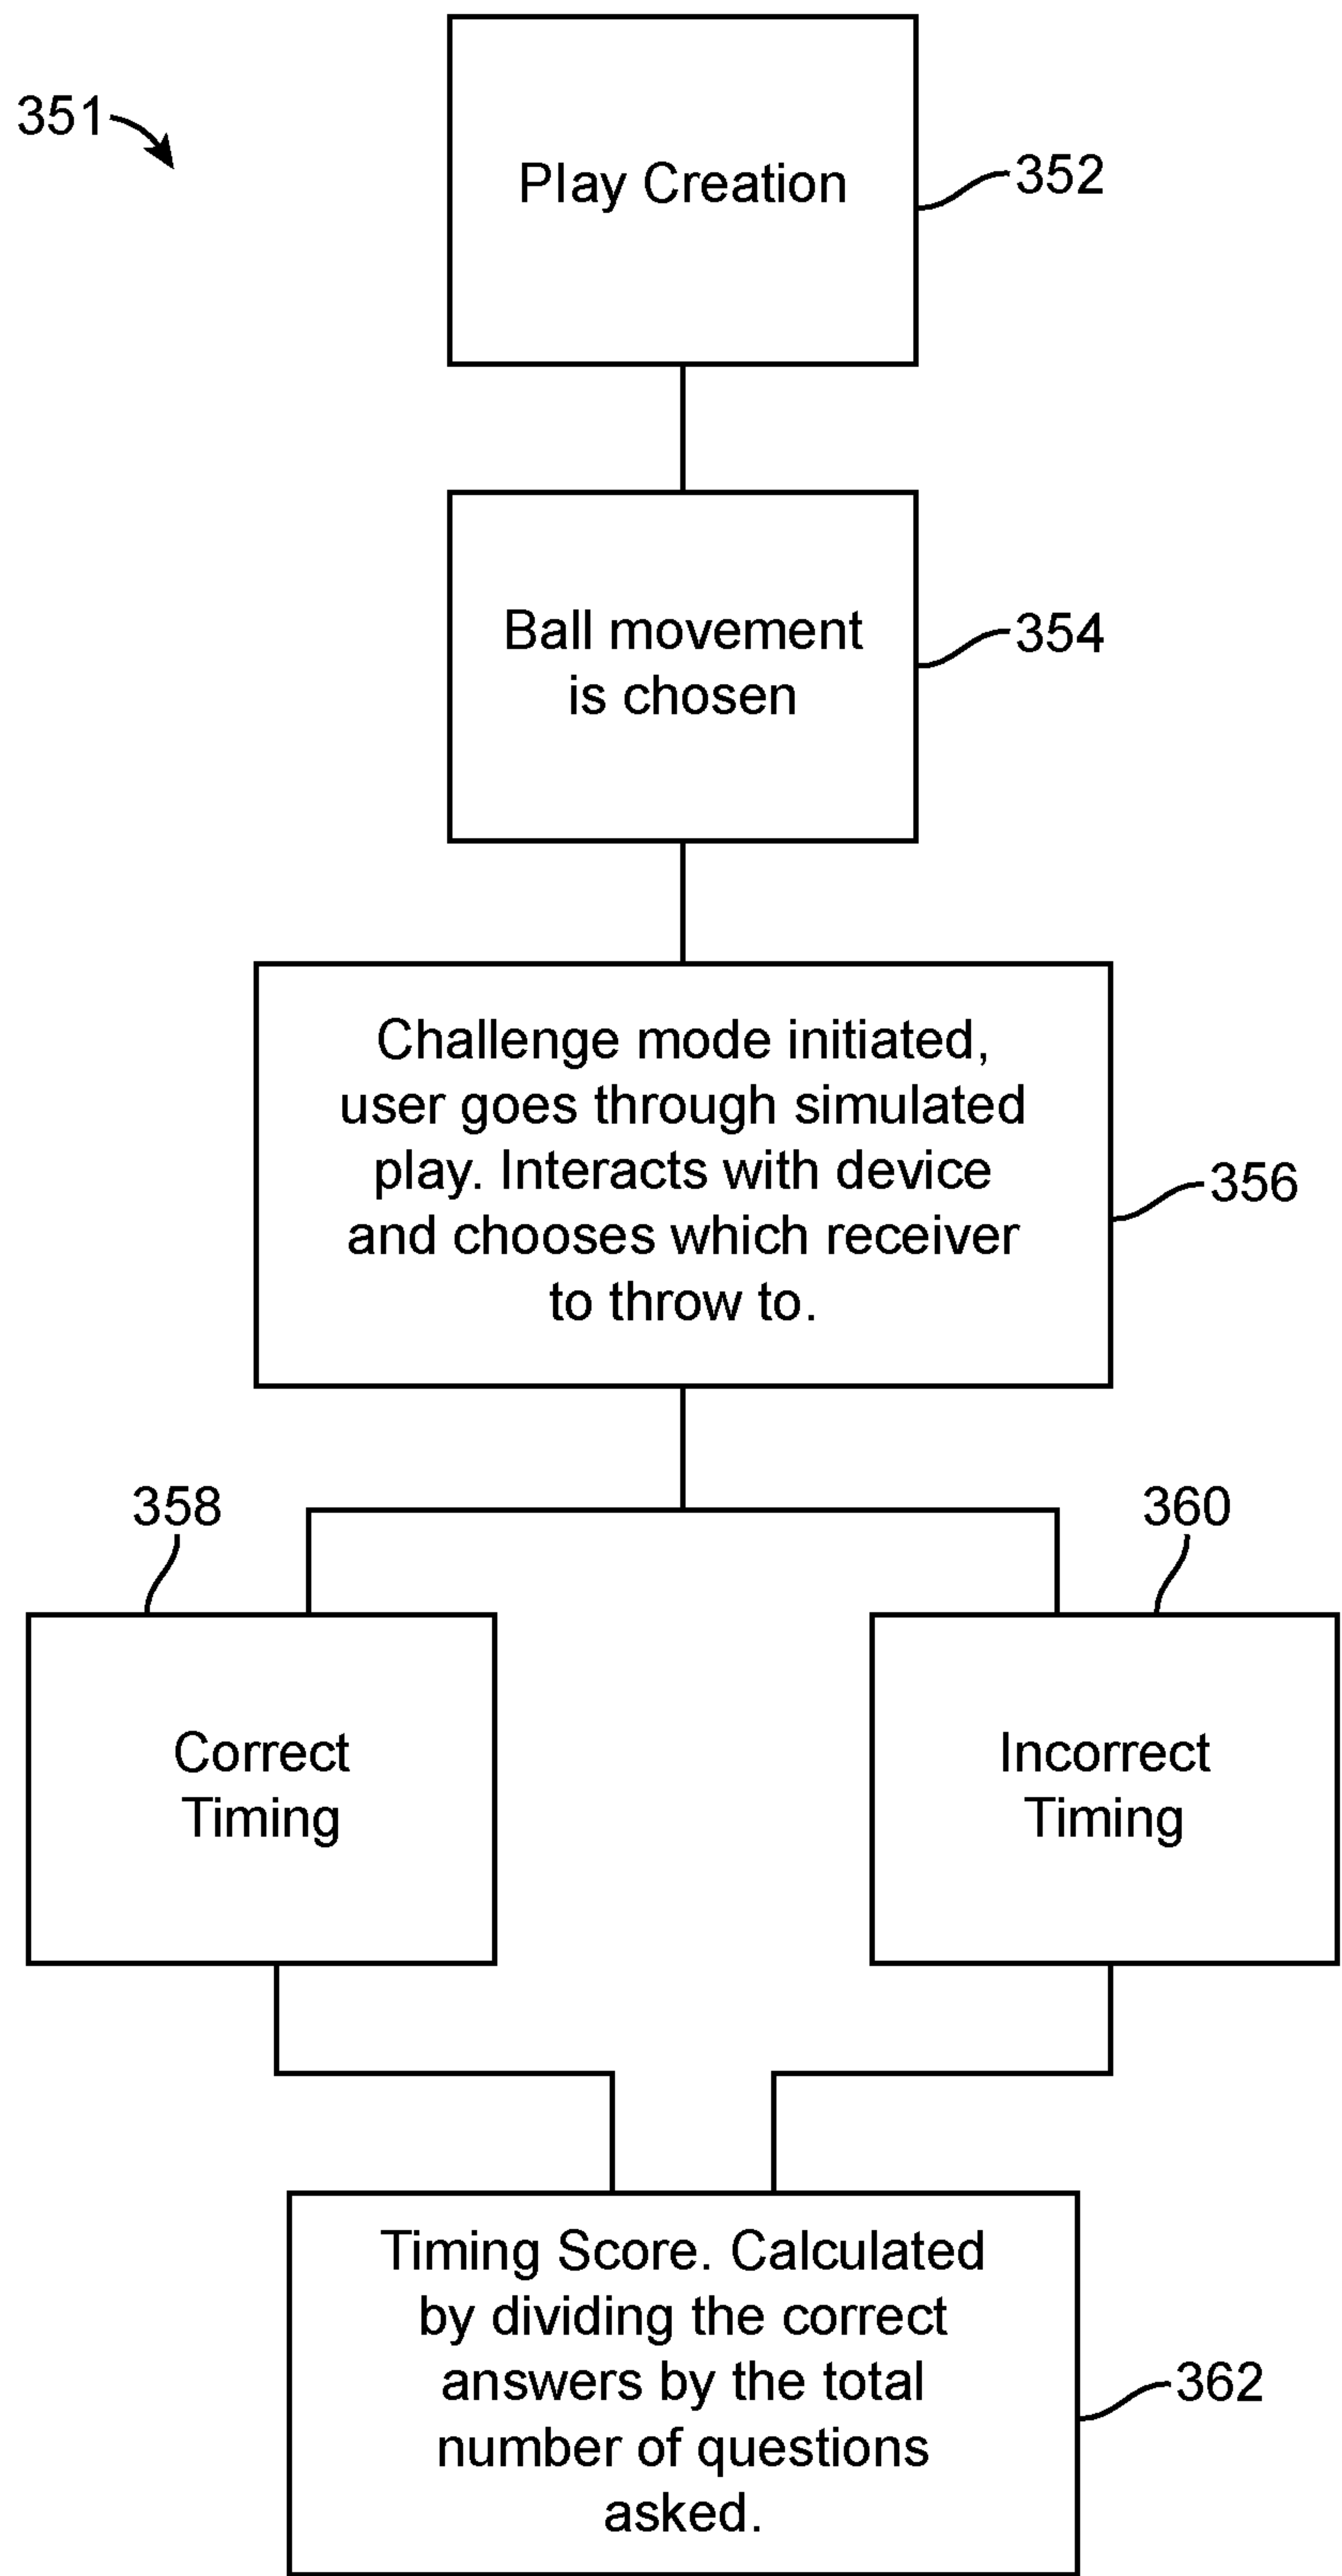 351
Play Creation
352
Ball movement
is chosen
354
Challenge mode initiated,
user goes through simulated
play. Interacts with device
and chooses which receiver
to throw to.
356
358
360
Correct
Timing
Incorrect
Timing
Timing Score. Calculated
by dividing the correct
answers by the total
number of questions
asked.
362